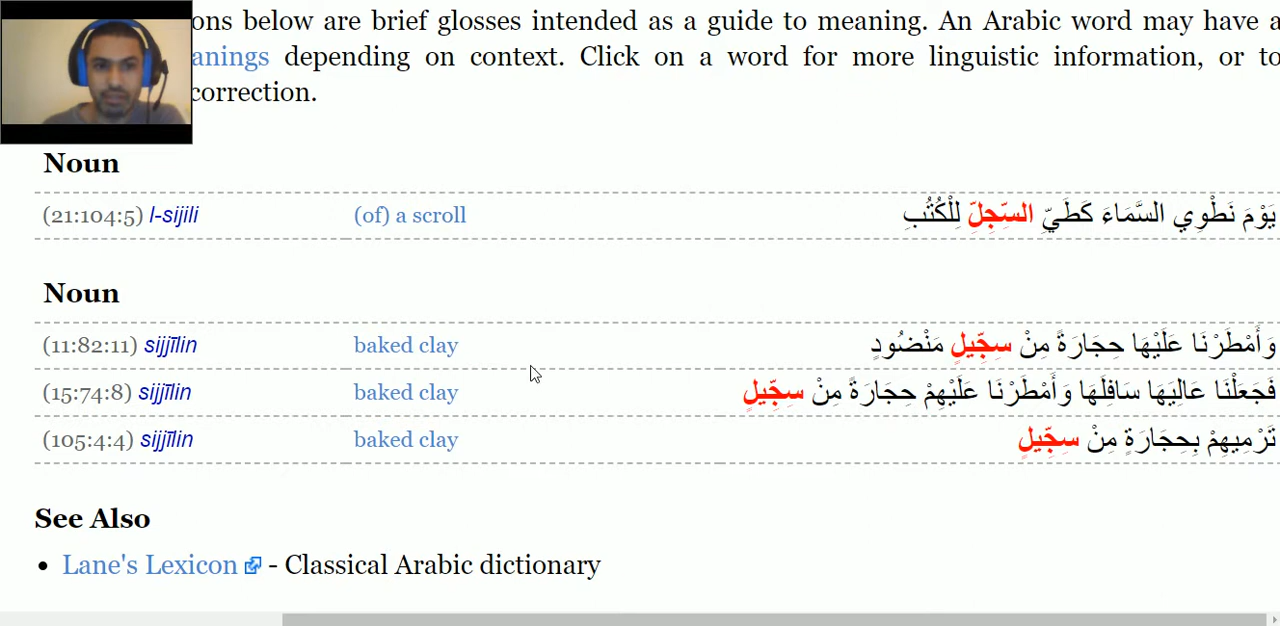 ons below are brief glosses intended as a guide to meaning. An Arabic word may have a
anings depending on context. Click on a word for more linguistic information, or to
correction.
Noun
(21:104:5) l-sijili (of) a scroll يَوْمَ نَطْوِي السَّمَاءَ كَطَيِّ السِّجِلِّ لِلْكُتُبِ
Noun
(11:82:11) sijjīlin baked clay وَأَمْطَرْنَا عَلَيْهَا حِجَارَةً مِنْ سِجِّيلٍ مَنْضُودٍ
(15:74:8) sijjīlin baked clay فَجَعَلْنَا عَالِيَهَا سَافِلَهَا وَأَمْطَرْنَا عَلَيْهِمْ حِجَارَةً مِنْ سِجِّيلٍ
(105:4:4) sijjīlin baked clay تَرْمِيهِمْ بِحِجَارَةٍ مِنْ سِجِّيلٍ
See Also
• Lane's Lexicon - Classical Arabic dictionary